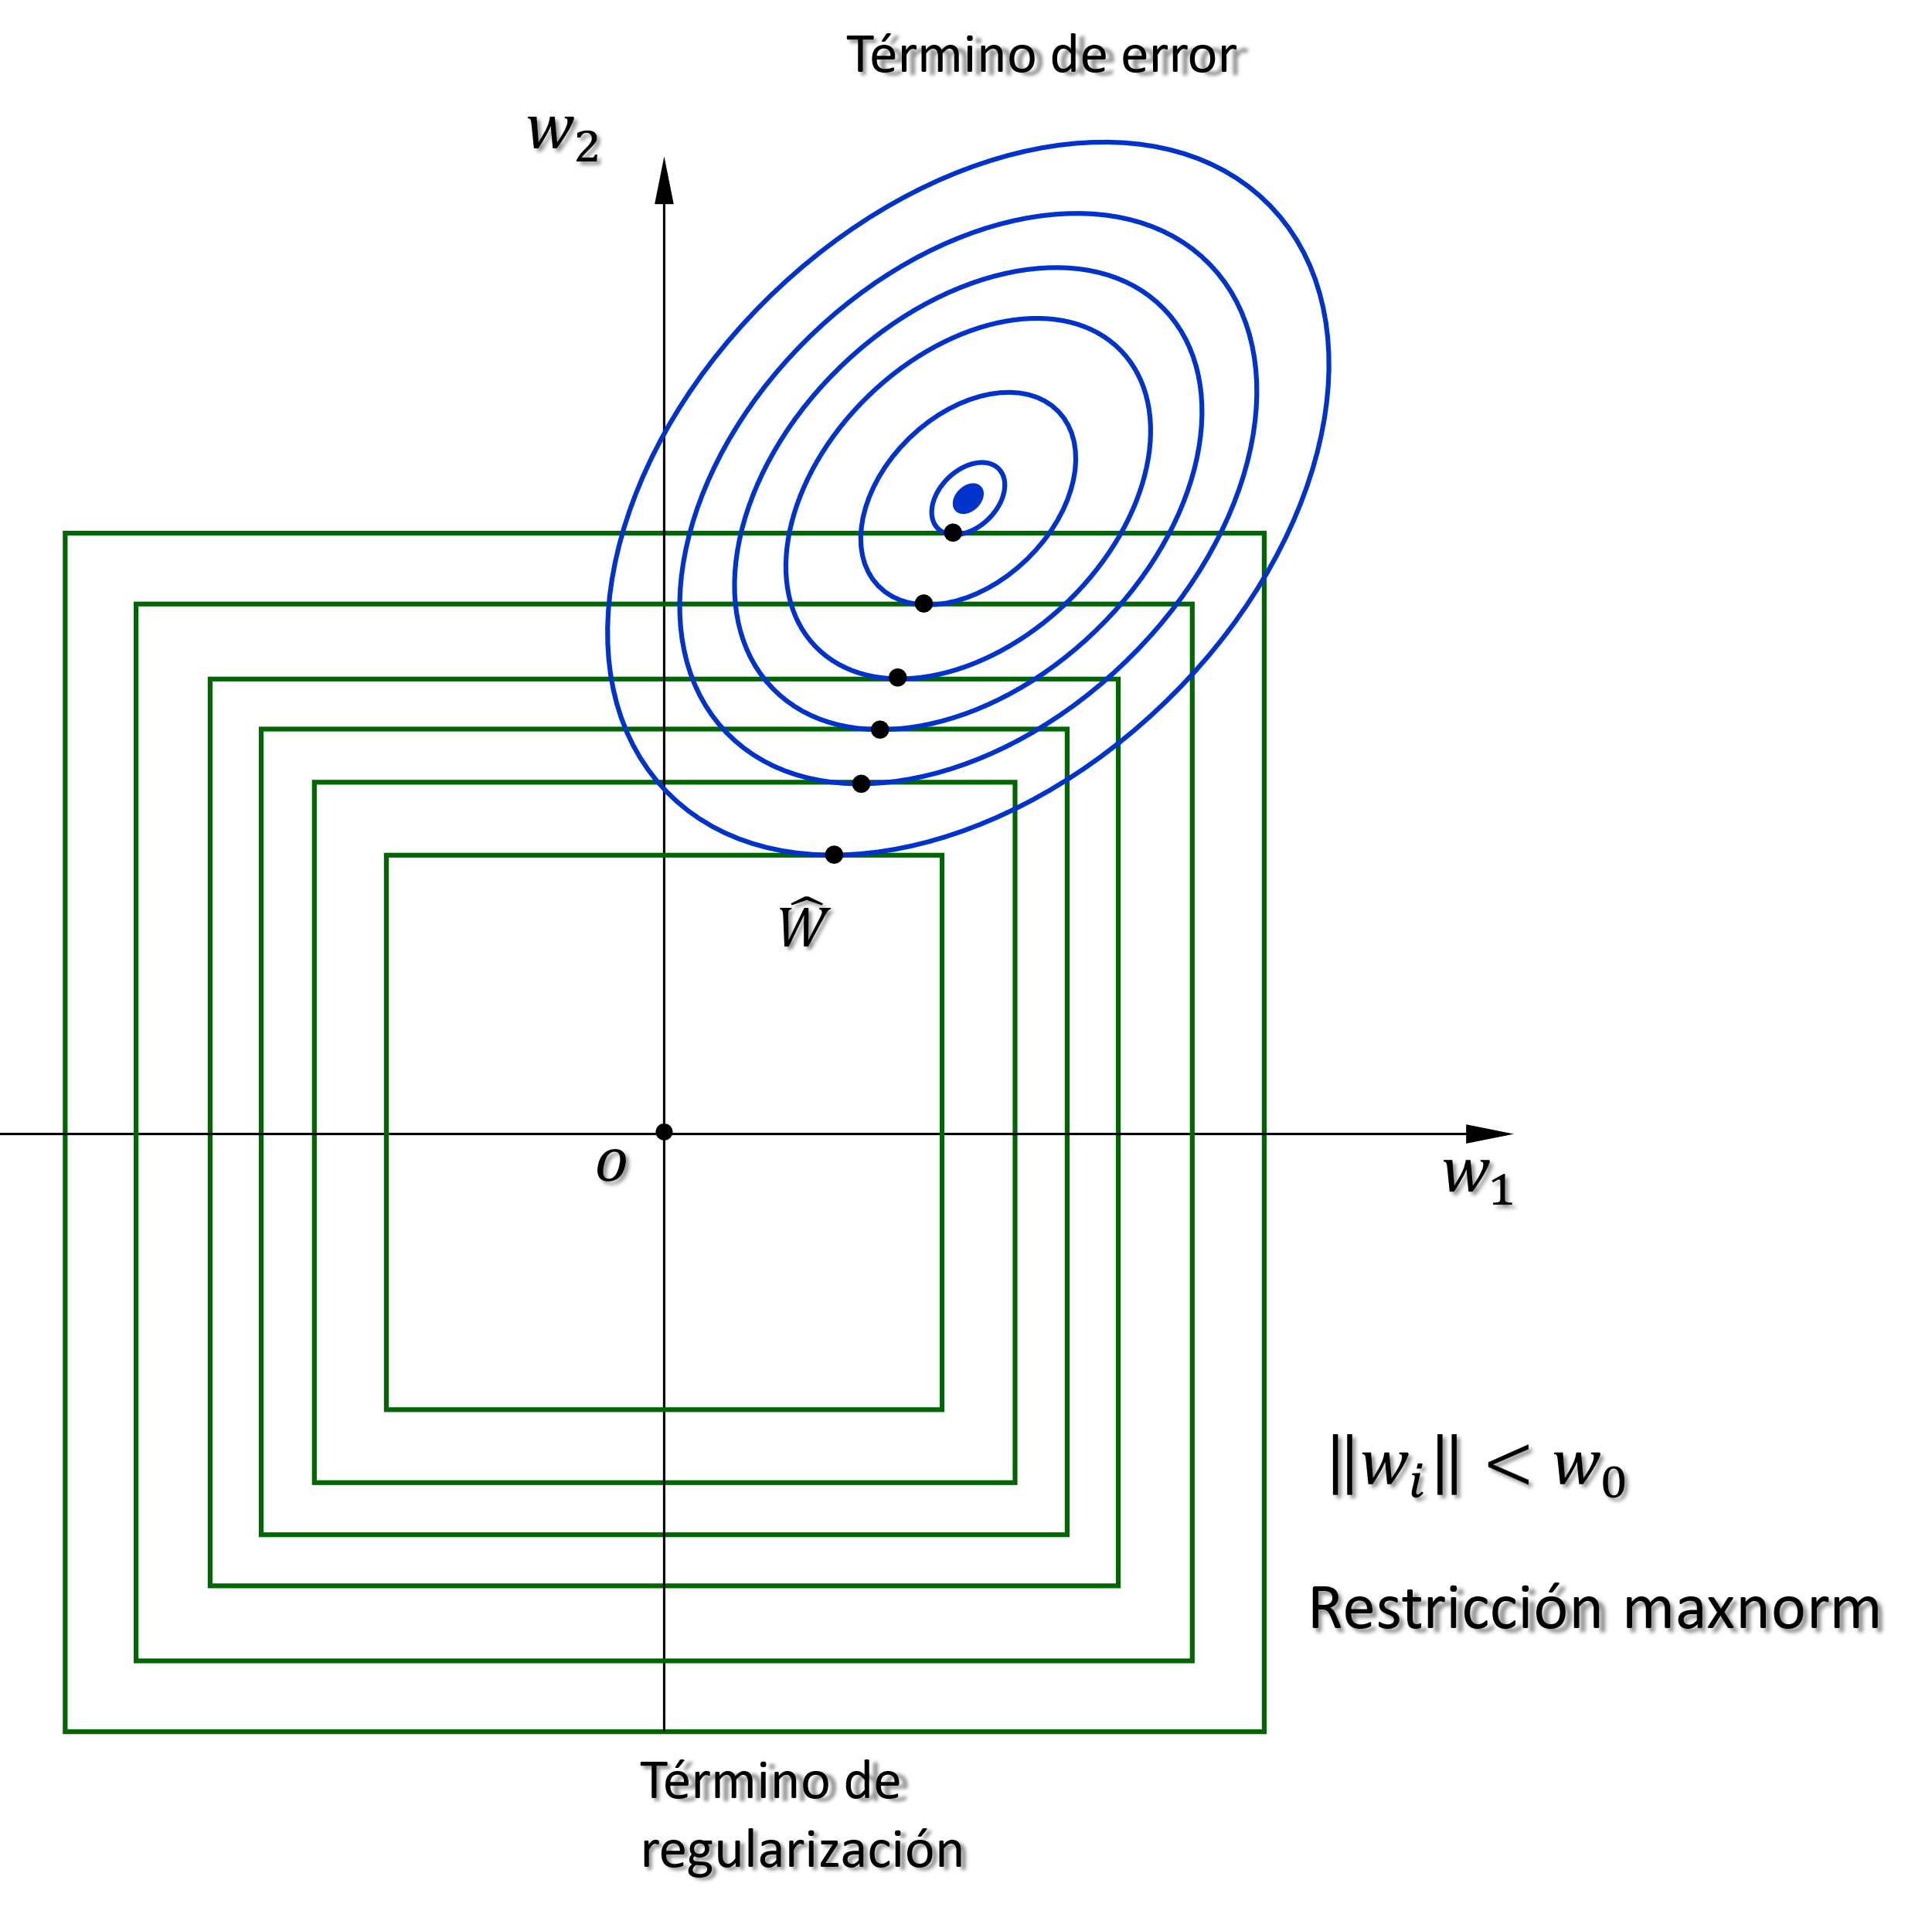 Término de error
w₂
Ŵ
o
w₁
‖wᵢ‖ < w₀
Restricción maxnorm
Término de
regularización